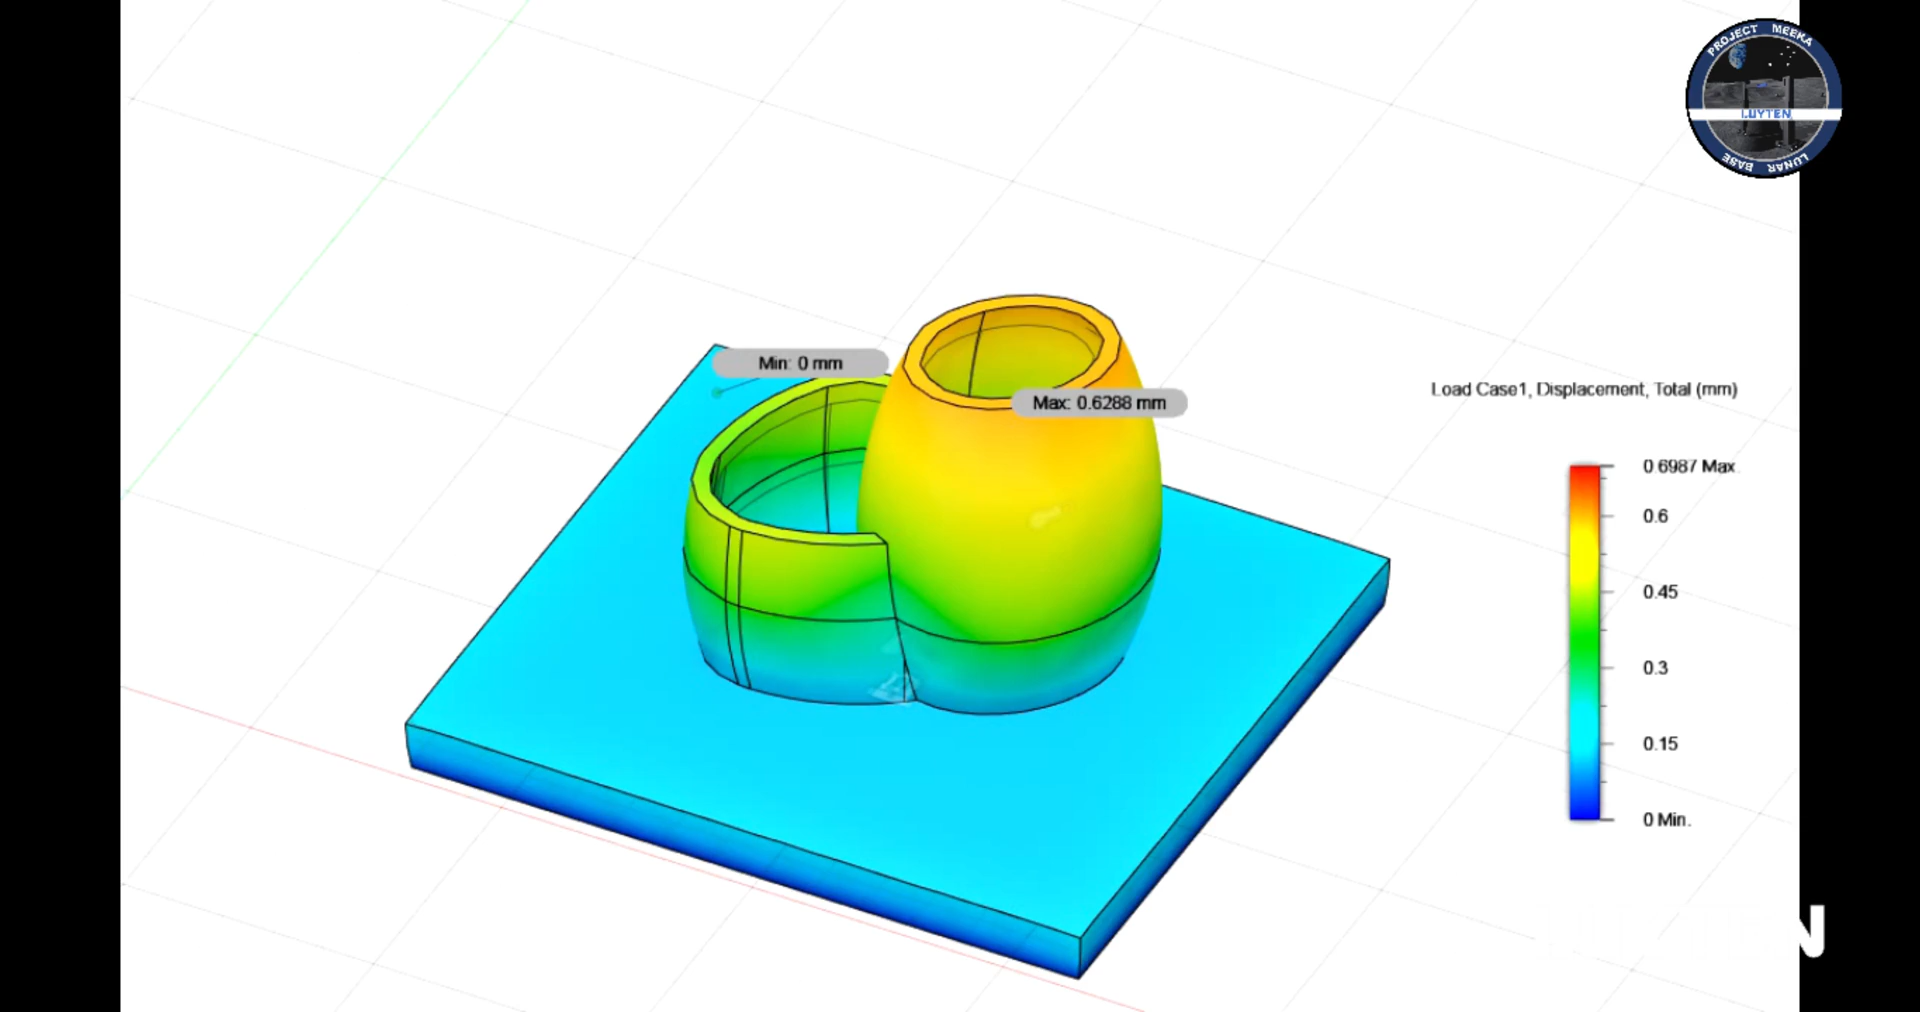 PROJECT MEEKA
LUYTEN
LUNAR BASE
Min: 0 mm
Max: 0.6288 mm
Load Case1, Displacement, Total (mm)
0.6987 Max.
0.6
0.45
0.3
0.15
0 Min.
N